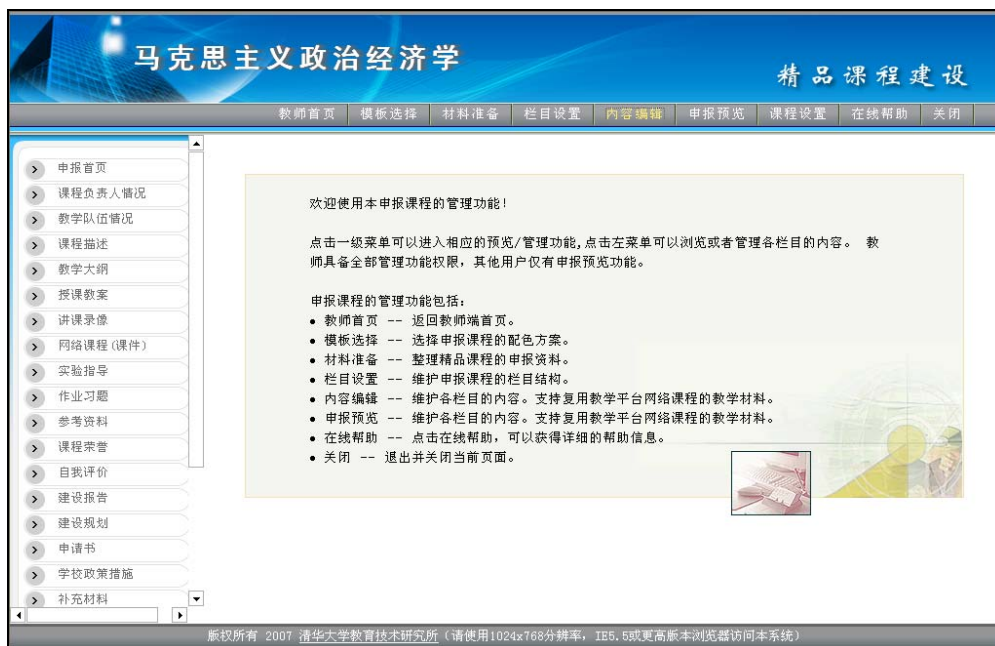 马克思主义政治经济学
精品课程建设
教师首页 模板选择 材料准备 栏目设置 内容编辑 申报预览 课程设置 在线帮助 关闭
申报首页
课程负责人情况
教学队伍情况
课程描述
教学大纲
授课教案
讲课录像
网络课程(课件)
实验指导
作业习题
参考资料
课程荣誉
自我评价
建设报告
建设规划
申请书
学校政策措施
补充材料
欢迎使用本申报课程的管理功能!
点击一级菜单可以进入相应的预览/管理功能,点击左菜单可以浏览或者管理各栏目的内容。 教
师具备全部管理功能权限，其他用户仅有申报预览功能。
申报课程的管理功能包括:
• 教师首页 -- 返回教师端首页。
• 模板选择 -- 选择申报课程的配色方案。
• 材料准备 -- 整理精品课程的申报资料。
• 栏目设置 -- 维护申报课程的栏目结构。
• 内容编辑 -- 维护各栏目的内容。支持复用教学平台网络课程的教学材料。
• 申报预览 -- 维护各栏目的内容。支持复用教学平台网络课程的教学材料。
• 在线帮助 -- 点击在线帮助，可以获得详细的帮助信息。
• 关闭 -- 退出并关闭当前页面。
版权所有 2007 清华大学教育技术研究所（请使用1024x768分辨率，IE5.5或更高版本浏览器访问本系统）